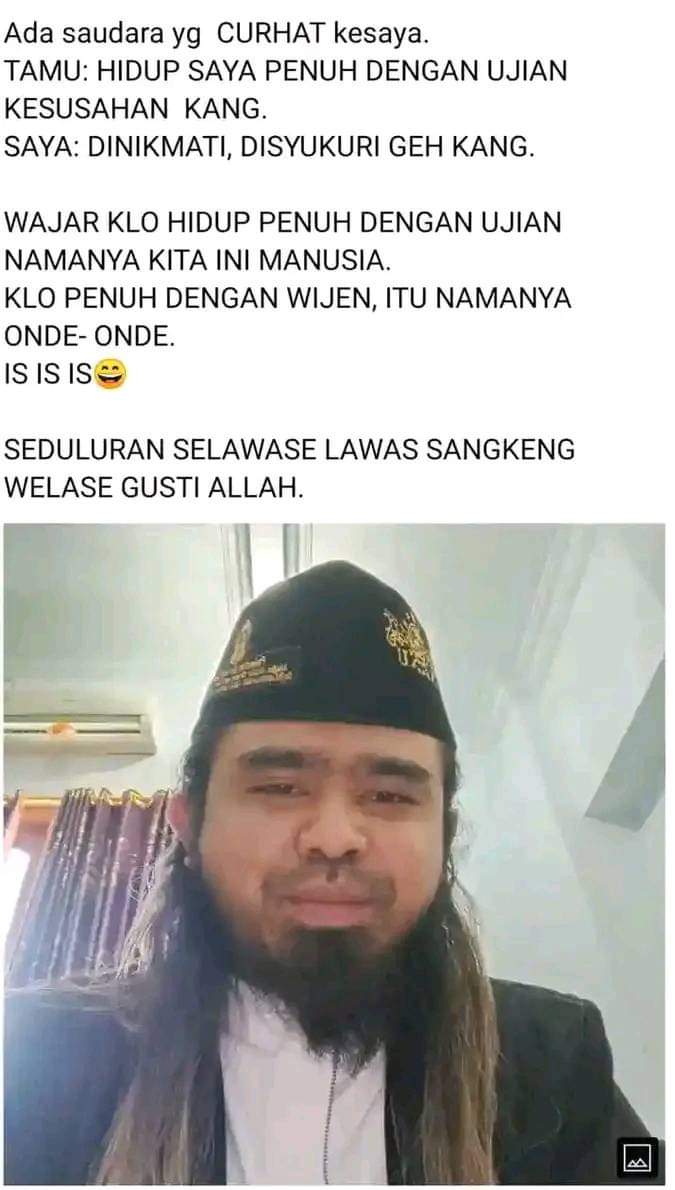 Ada saudara yg  CURHAT kesaya.
TAMU: HIDUP SAYA PENUH DENGAN UJIAN
KESUSAHAN  KANG.
SAYA: DINIKMATI, DISYUKURI GEH KANG.
WAJAR KLO HIDUP PENUH DENGAN UJIAN
NAMANYA KITA INI MANUSIA.
KLO PENUH DENGAN WIJEN, ITU NAMANYA
ONDE- ONDE.
IS IS IS😄
SEDULURAN SELAWASE LAWAS SANGKENG
WELASE GUSTI ALLAH.